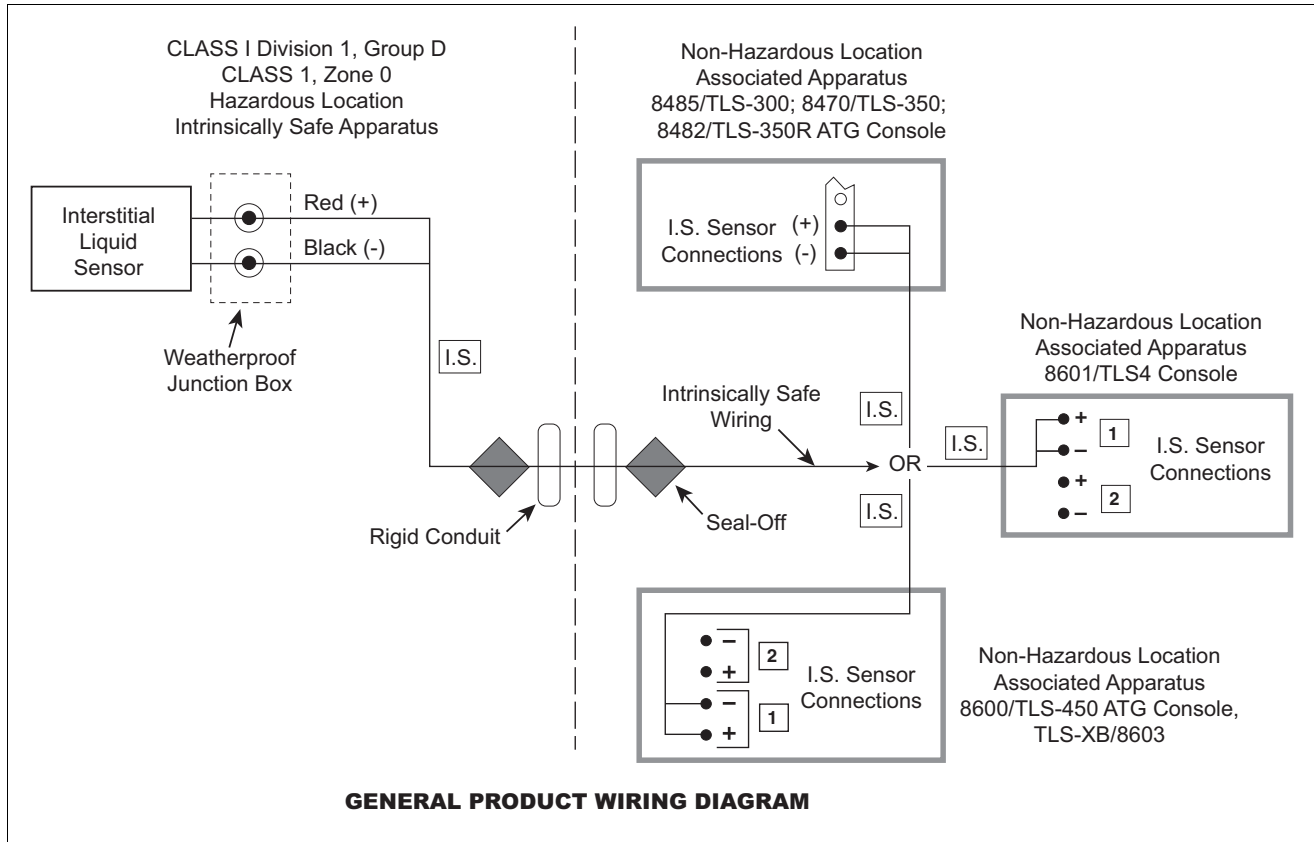 CLASS I Division 1, Group D
CLASS 1, Zone 0
Hazardous Location
Intrinsically Safe Apparatus
Non-Hazardous Location
Associated Apparatus
8485/TLS-300; 8470/TLS-350;
8482/TLS-350R ATG Console
Interstitial
Liquid
Sensor
Red (+)
Black (-)
Weatherproof
Junction Box
I.S.
I.S. Sensor (+)
Connections (-)
Non-Hazardous Location
Associated Apparatus
8601/TLS4 Console
Intrinsically Safe
Wiring
I.S.
I.S.
OR
I.S.
+
–
1
+
–
2
I.S. Sensor
Connections
Rigid Conduit
Seal-Off
–
+
2
–
+
1
I.S. Sensor
Connections
Non-Hazardous Location
Associated Apparatus
8600/TLS-450 ATG Console,
TLS-XB/8603
GENERAL PRODUCT WIRING DIAGRAM